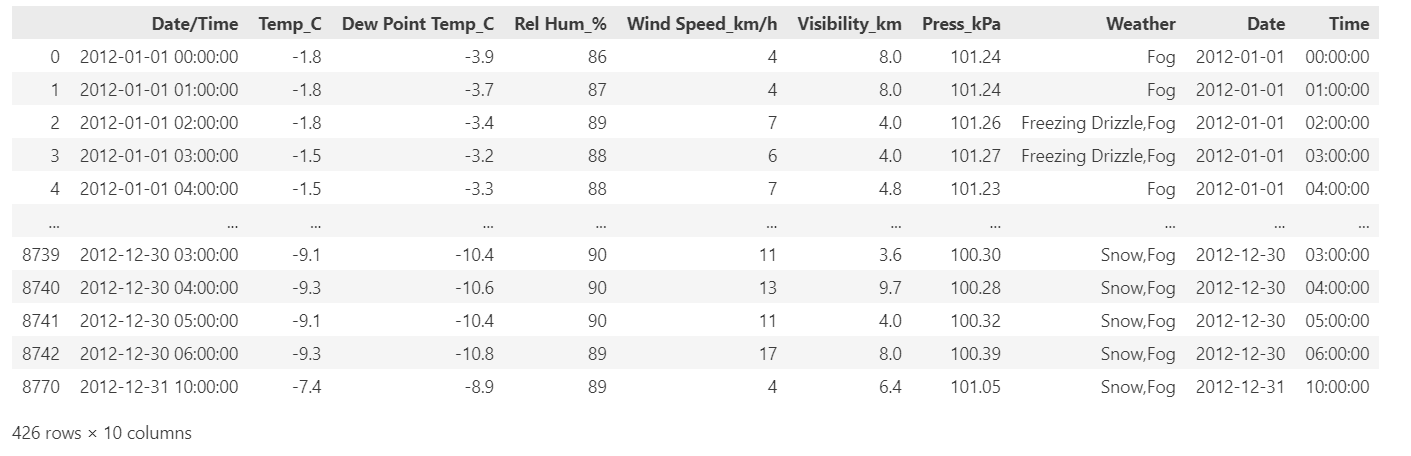 Date/Time Temp_C Dew Point Temp_C Rel Hum_% Wind Speed_km/h Visibility_km Press_kPa Weather Date Time
0 2012-01-01 00:00:00 -1.8 -3.9 86 4 8.0 101.24 Fog 2012-01-01 00:00:00
1 2012-01-01 01:00:00 -1.8 -3.7 87 4 8.0 101.24 Fog 2012-01-01 01:00:00
2 2012-01-01 02:00:00 -1.8 -3.4 89 7 4.0 101.26 Freezing Drizzle,Fog 2012-01-01 02:00:00
3 2012-01-01 03:00:00 -1.5 -3.2 88 6 4.0 101.27 Freezing Drizzle,Fog 2012-01-01 03:00:00
4 2012-01-01 04:00:00 -1.5 -3.3 88 7 4.8 101.23 Fog 2012-01-01 04:00:00
... ... ... ... ... ... ... ... ... ... ...
8739 2012-12-30 03:00:00 -9.1 -10.4 90 11 3.6 100.30 Snow,Fog 2012-12-30 03:00:00
8740 2012-12-30 04:00:00 -9.3 -10.6 90 13 9.7 100.28 Snow,Fog 2012-12-30 04:00:00
8741 2012-12-30 05:00:00 -9.1 -10.4 90 11 4.0 100.32 Snow,Fog 2012-12-30 05:00:00
8742 2012-12-30 06:00:00 -9.3 -10.8 89 17 8.0 100.39 Snow,Fog 2012-12-30 06:00:00
8770 2012-12-31 10:00:00 -7.4 -8.9 89 4 6.4 101.05 Snow,Fog 2012-12-31 10:00:00
426 rows × 10 columns